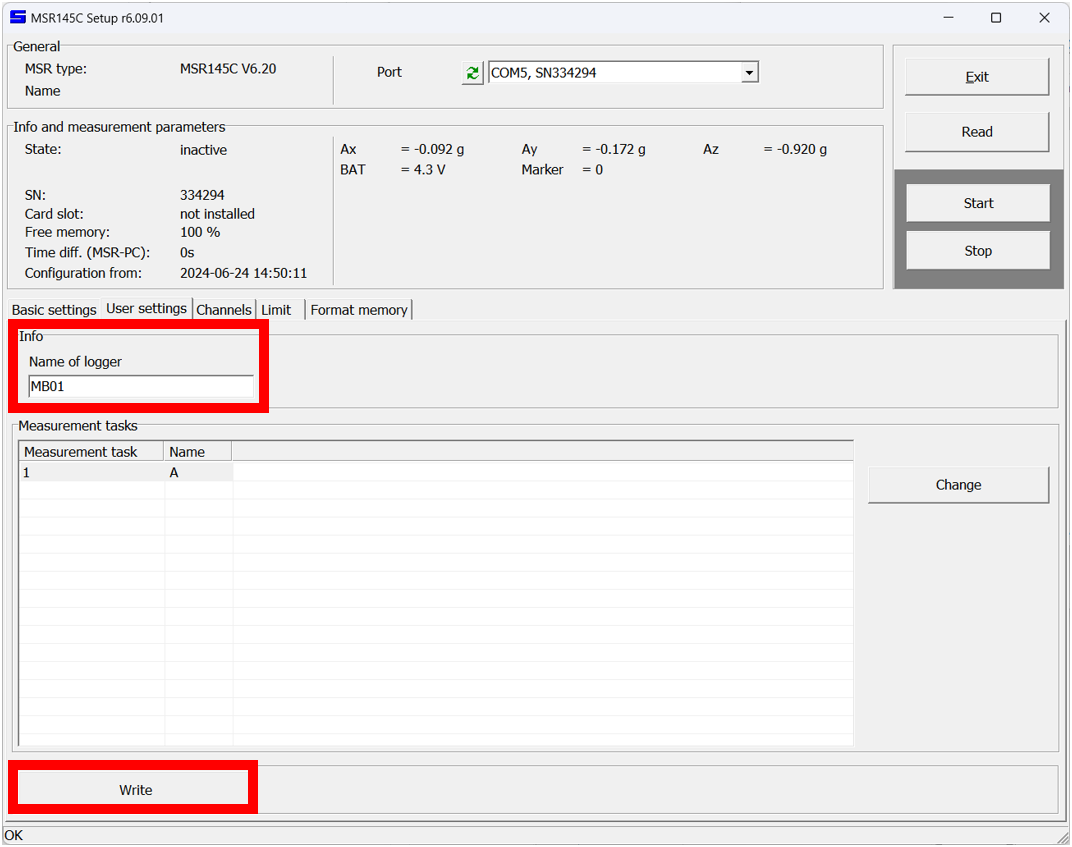 MSR145C Setup r6.09.01
General
MSR type: MSR145C V6.20
Name
Port COM5, SN334294
Exit
Read
Start
Stop
Info and measurement parameters
State: inactive
SN: 334294
Card slot: not installed
Free memory: 100 %
Time diff. (MSR-PC): 0s
Configuration from: 2024-06-24 14:50:11
Ax = -0.092 g Ay = -0.172 g Az = -0.920 g
BAT = 4.3 V Marker = 0
Basic settings User settings Channels Limit Format memory
Info
Name of logger
MB01
Measurement tasks
Measurement task Name
1 A
Change
Write
OK